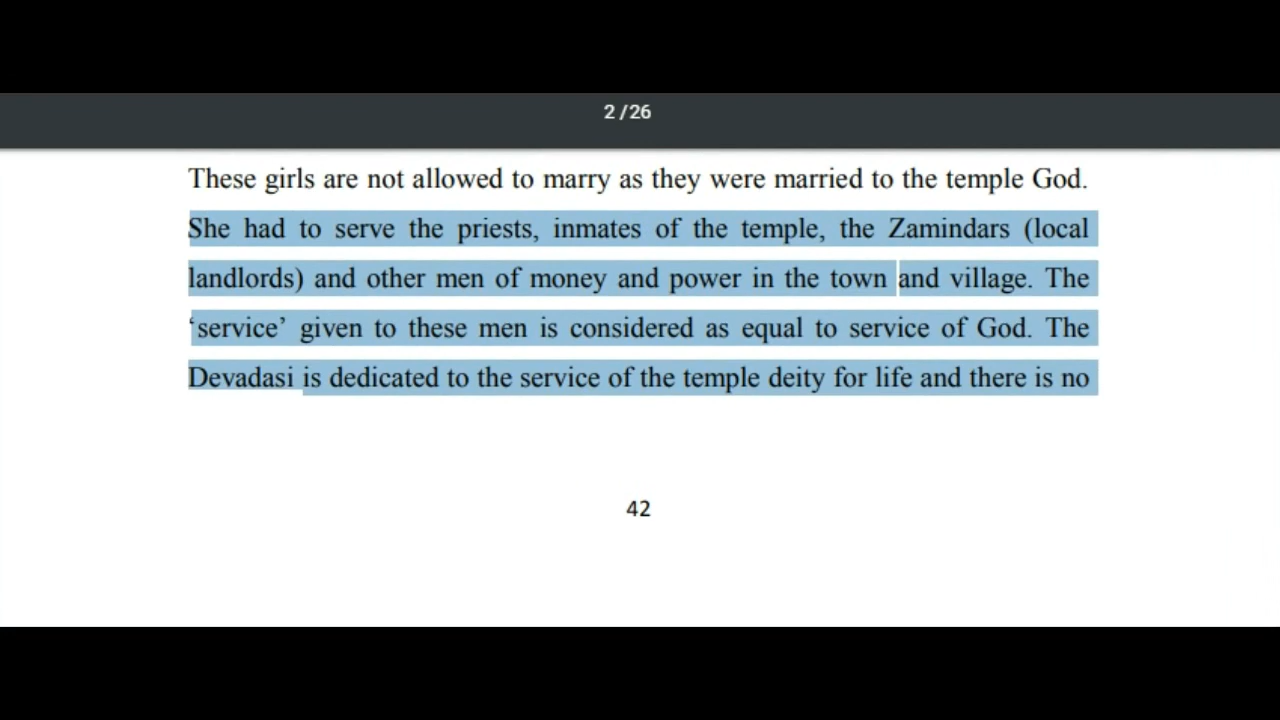 2 / 26
These girls are not allowed to marry as they were married to the temple God.
She had to serve the priests, inmates of the temple, the Zamindars (local
landlords) and other men of money and power in the town and village. The
‘service’ given to these men is considered as equal to service of God. The
Devadasi is dedicated to the service of the temple deity for life and there is no
42